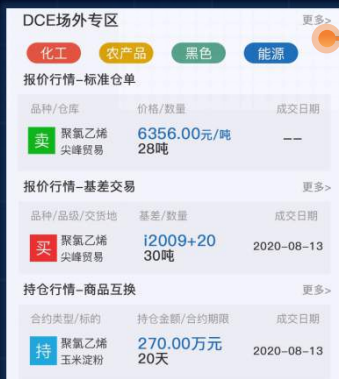 DCE场外专区 更多>
化工 农产品 黑色 能源
报价行情-标准仓单
品种/仓库 价格/数量 成交日期
卖 聚氯乙烯 6356.00元/吨 --
尖峰贸易 28吨
报价行情-基差交易 更多>
品种/品级/交货地 基差/数量 成交日期
买 聚氯乙烯 i2009+20 2020-08-13
尖峰贸易 30吨
持仓行情-商品互换 更多>
合约类型/标的 持仓金额/合约期限 成交日期
持 聚氯乙烯 270.00万元 2020-08-13
玉米淀粉 20天